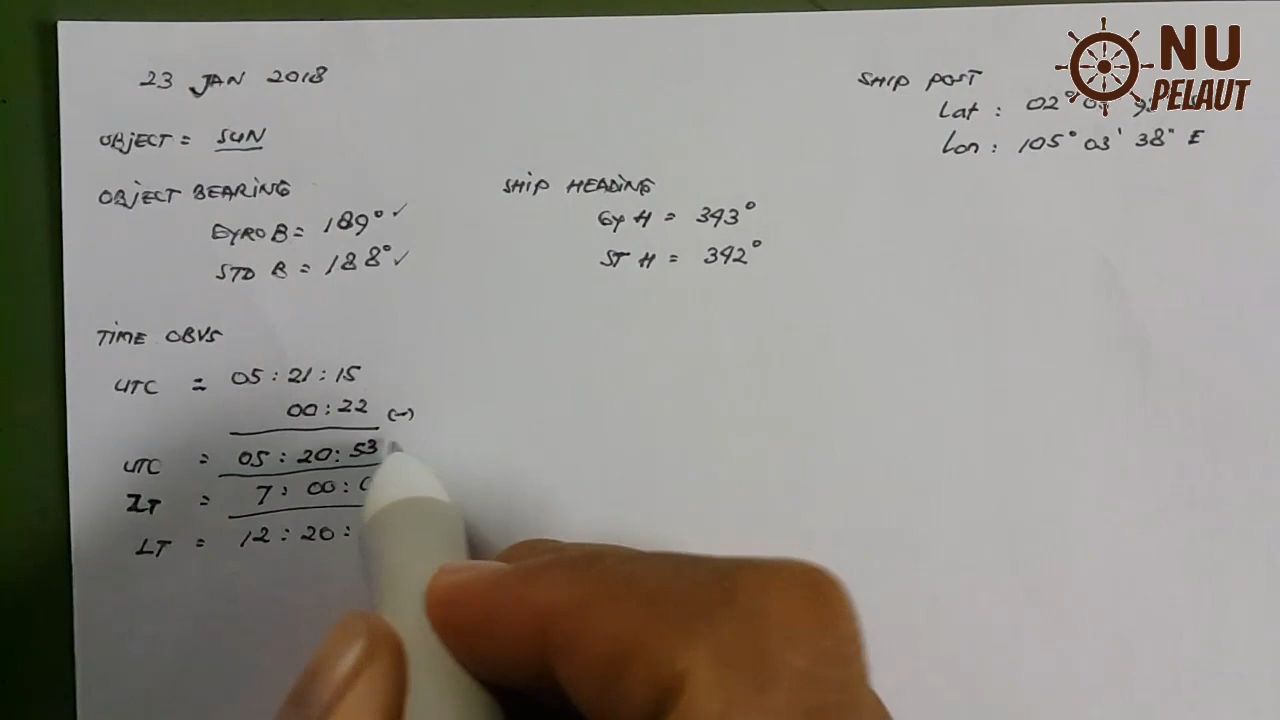 23 JAN 2018
OBJECT = SUN
OBJECT BEARING
GYRO B = 189° ✓
STD B = 188° ✓
SHIP HEADING
GY H = 343°
ST H = 342°
SHIP POST
Lat : 02°
Lon : 105° 03' 38" E
TIME OBVS
UTC = 05 : 21 : 15
00 : 22 (-)
UTC = 05 : 20 : 53
ZT = 7 : 00 :
LT = 12 : 20 :
NU
PELAUT